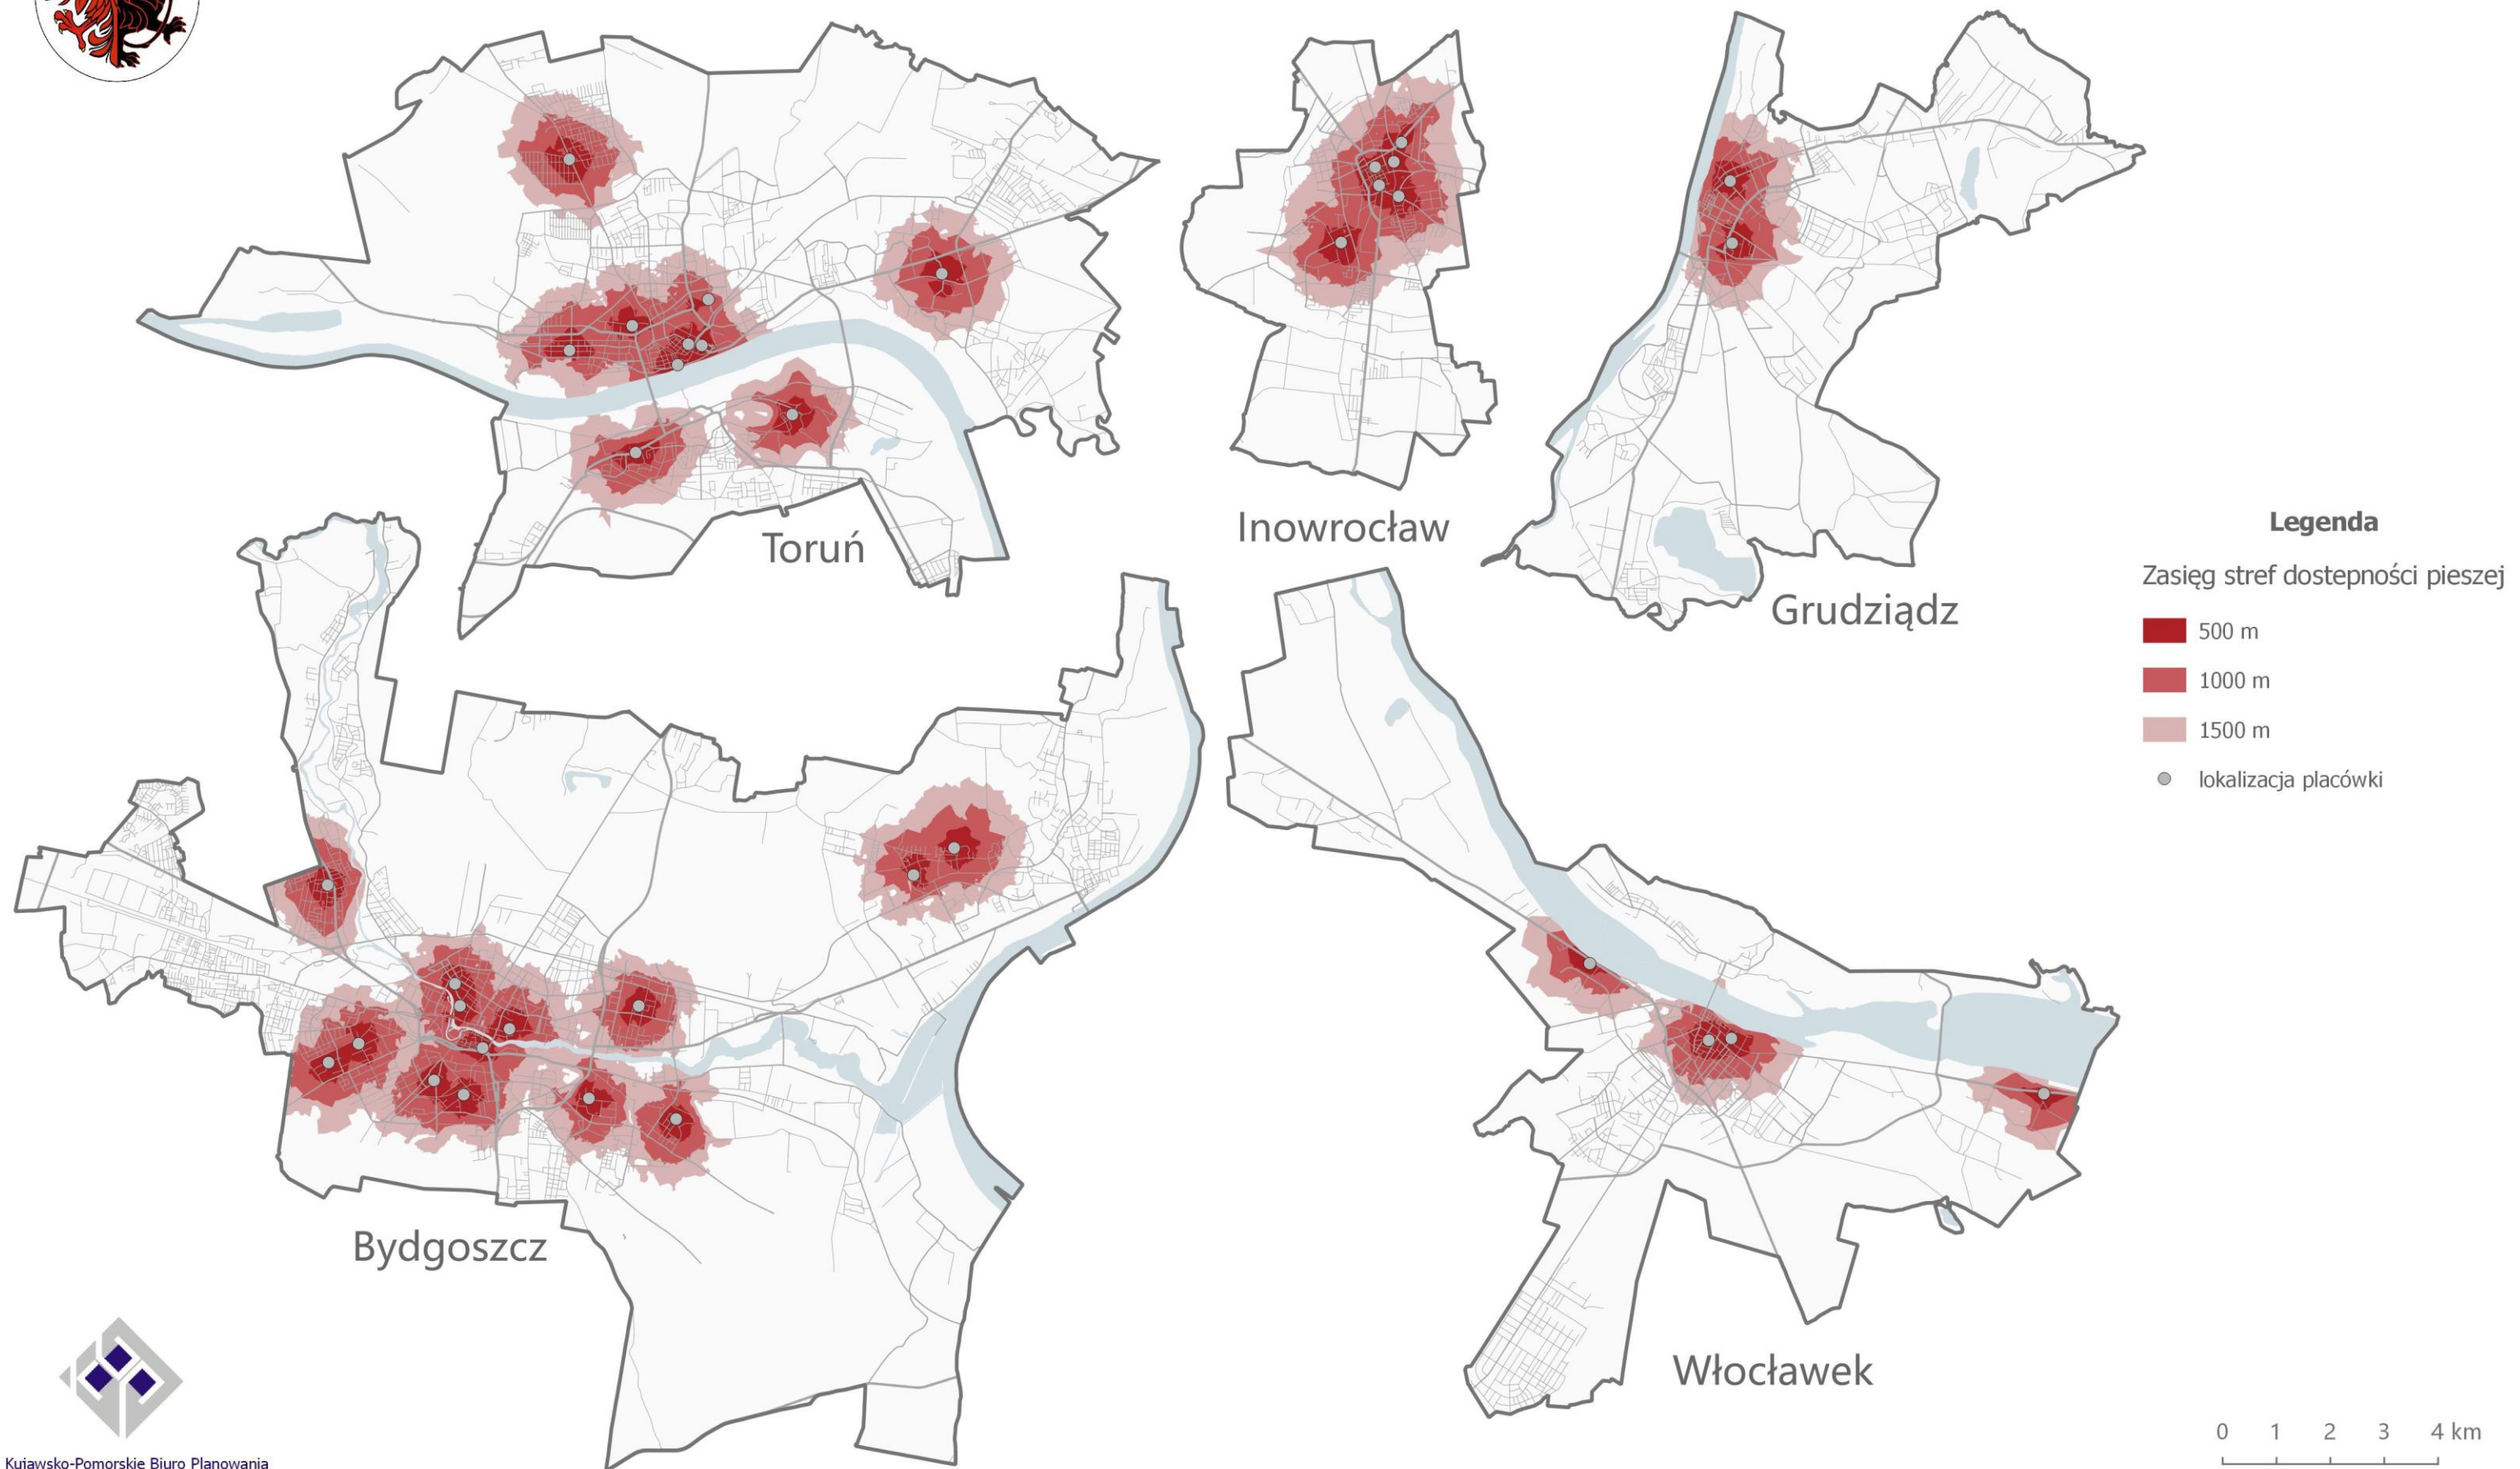 Toruń
Inowrocław
Grudziądz
Legenda
Zasięg stref dostepności pieszej
500 m
1000 m
1500 m
lokalizacja placówki
Bydgoszcz
Włocławek
0 1 2 3 4 km
Kujawsko-Pomorskie Biuro Planowania